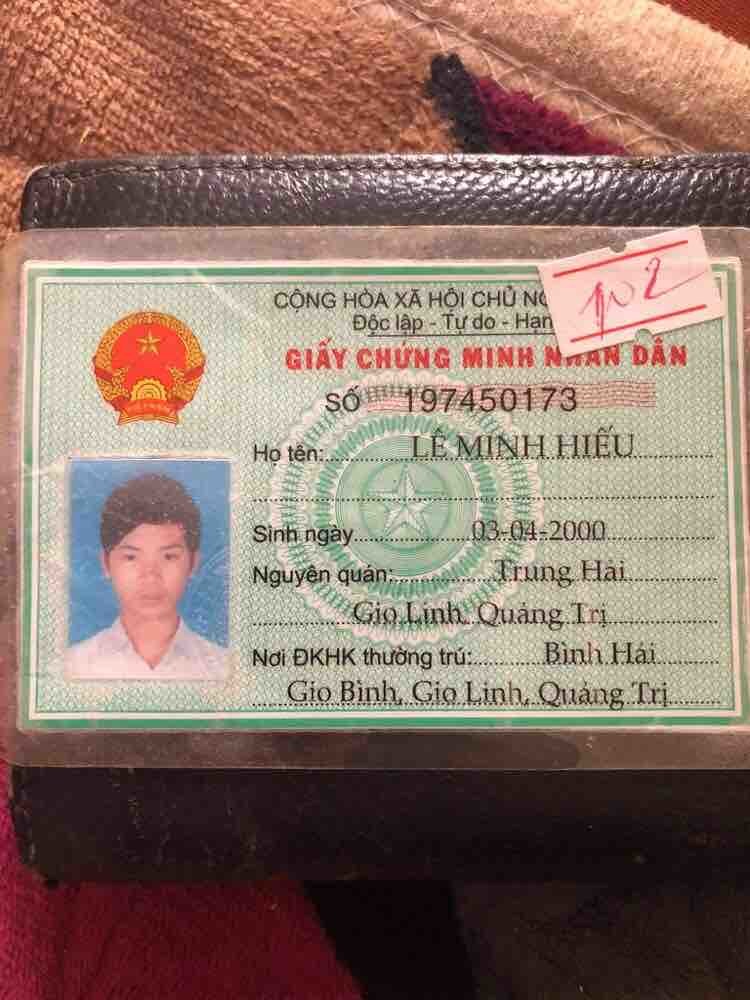 CỘNG HÒA XÃ HỘI CHỦ
102
Độc lập - Tự do -
GIẤY CHỨNG MINH NHÂN DÂN
SỐ 197450173
Họ tên: LÊ MINH HIẾU
Sinh ngày 03-04-2000
Nguyên quán: Trung Hải
Gio Linh, Quảng Trị
Nơi ĐKHK thường trú: Bình Hải
Gio Bình, Gio Linh, Quảng Trị